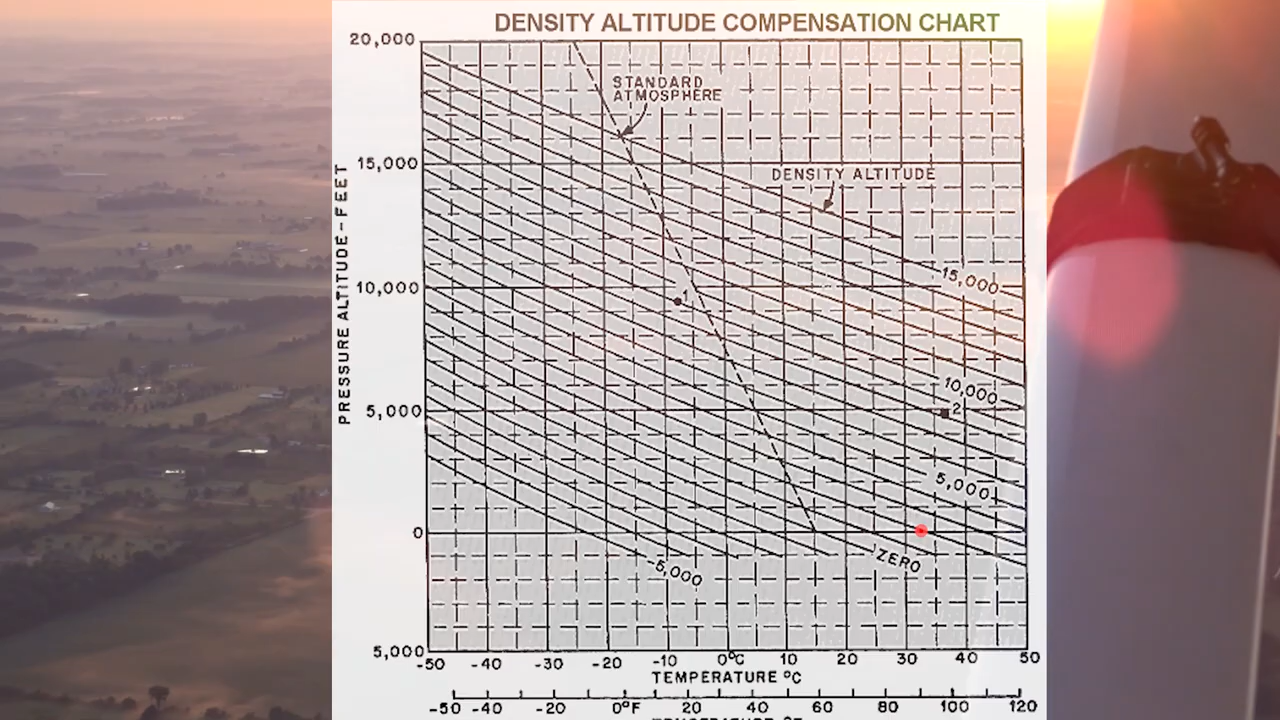 DENSITY ALTITUDE COMPENSATION CHART
20,000
STANDARD
ATMOSPHERE
15,000
DENSITY ALTITUDE
PRESSURE ALTITUDE - FEET
15,000
10,000
1
10,000
5,000
2
5,000
0
ZERO
-5,000
5,000
-50 -40 -30 -20 -10 0°C 10 20 30 40 50
TEMPERATURE °C
-50 -40 -20 0°F 20 40 60 80 100 120
TEMPERATURE °F